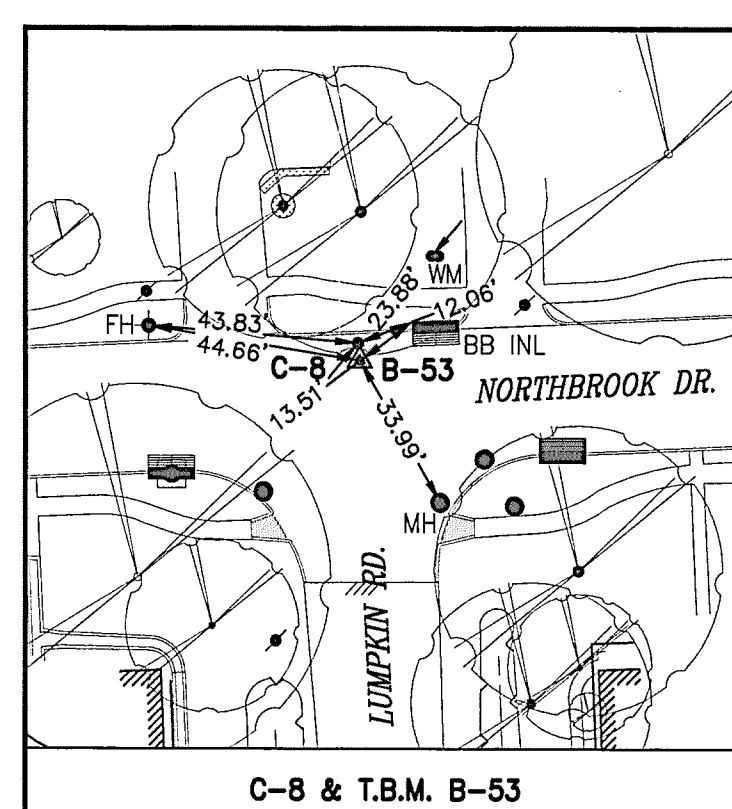 WM
23.88'
12.06'
FH
43.83'
44.66'
BB INL
C-8
B-53
NORTHBROOK DR.
13.51'
33.99'
MH
LUMPKIN RD.
C-8 & T.B.M. B-53